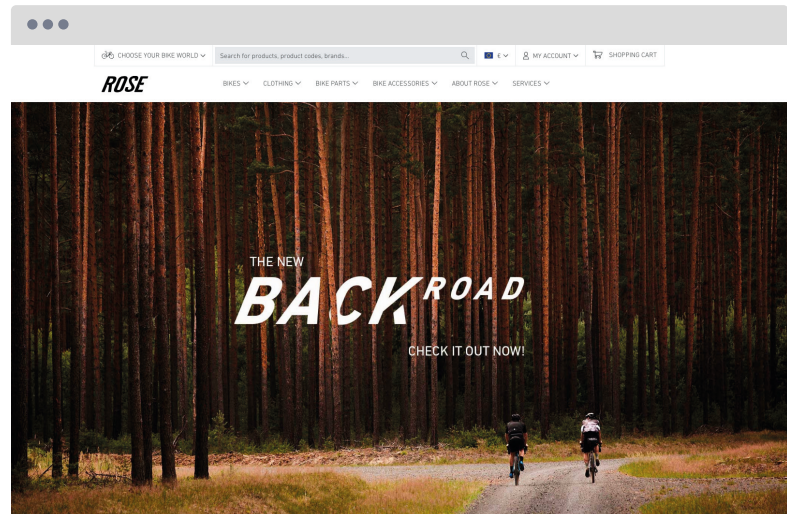 CHOOSE YOUR BIKE WORLD
Search for products, product codes, brands...
€
MY ACCOUNT
SHOPPING CART
ROSE
BIKES
CLOTHING
BIKE PARTS
BIKE ACCESSORIES
ABOUT ROSE
SERVICES
THE NEW
BACKROAD
CHECK IT OUT NOW!